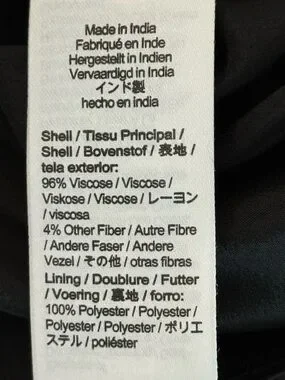 Made in India
Fabriqué en Inde
Hergestellt in Indien
Vervaardigd in India
インド製
hecho en india
Shell / Tissu Principal /
Shell / Bovenstof / 表地 /
tela exterior:
96% Viscose / Viscose /
Viskose / Viscose / レーヨン
/ viscosa
4% Other Fiber / Autre Fibre
/ Andere Faser / Andere
Vezel / その他 / otras fibras
Lining / Doublure / Futter
/ Voering / 裏地 / forro:
100% Polyester / Polyester /
Polyester / Polyester / ポリエ
ステル / poliéster